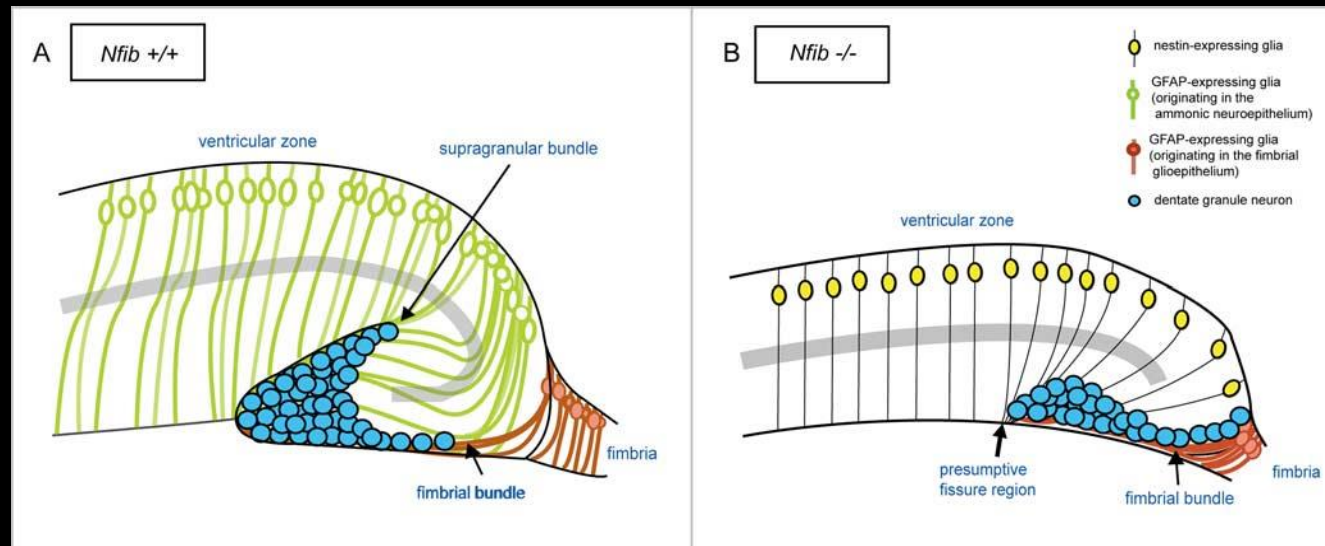 A
Nfib +/+
ventricular zone
supragranular bundle
fimbria
fimbrial bundle
B
Nfib -/-
nestin-expressing glia
GFAP-expressing glia
(originating in the
ammonic neuroepithelium)
GFAP-expressing glia
(originating in the fimbrial
glioepithelium)
dentate granule neuron
ventricular zone
presumptive
fissure region
fimbrial bundle
fimbria